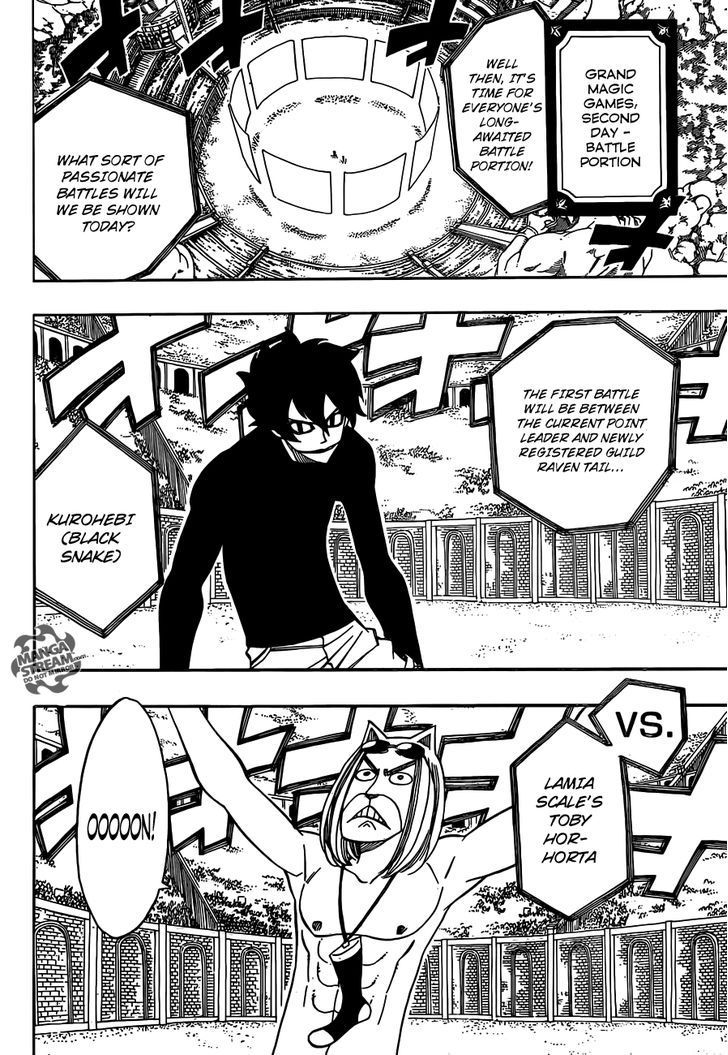 GRAND
MAGIC
GAMES,
SECOND
DAY –
BATTLE
PORTION
WELL
THEN, IT'S
TIME FOR
EVERYONE'S
LONG-
AWAITED
BATTLE
PORTION!
WHAT SORT OF
PASSIONATE
BATTLES WILL
WE BE SHOWN
TODAY?
THE FIRST BATTLE
WILL BE BETWEEN
THE CURRENT POINT
LEADER AND NEWLY
REGISTERED GUILD
RAVEN TAIL...
KUROHEBI
(BLACK
SNAKE)
MANGA
STREAM.com
DO NOT MIRROR
VS.
LAMIA
SCALE'S
TOBY
HOR-
HORTA
OOOOON!